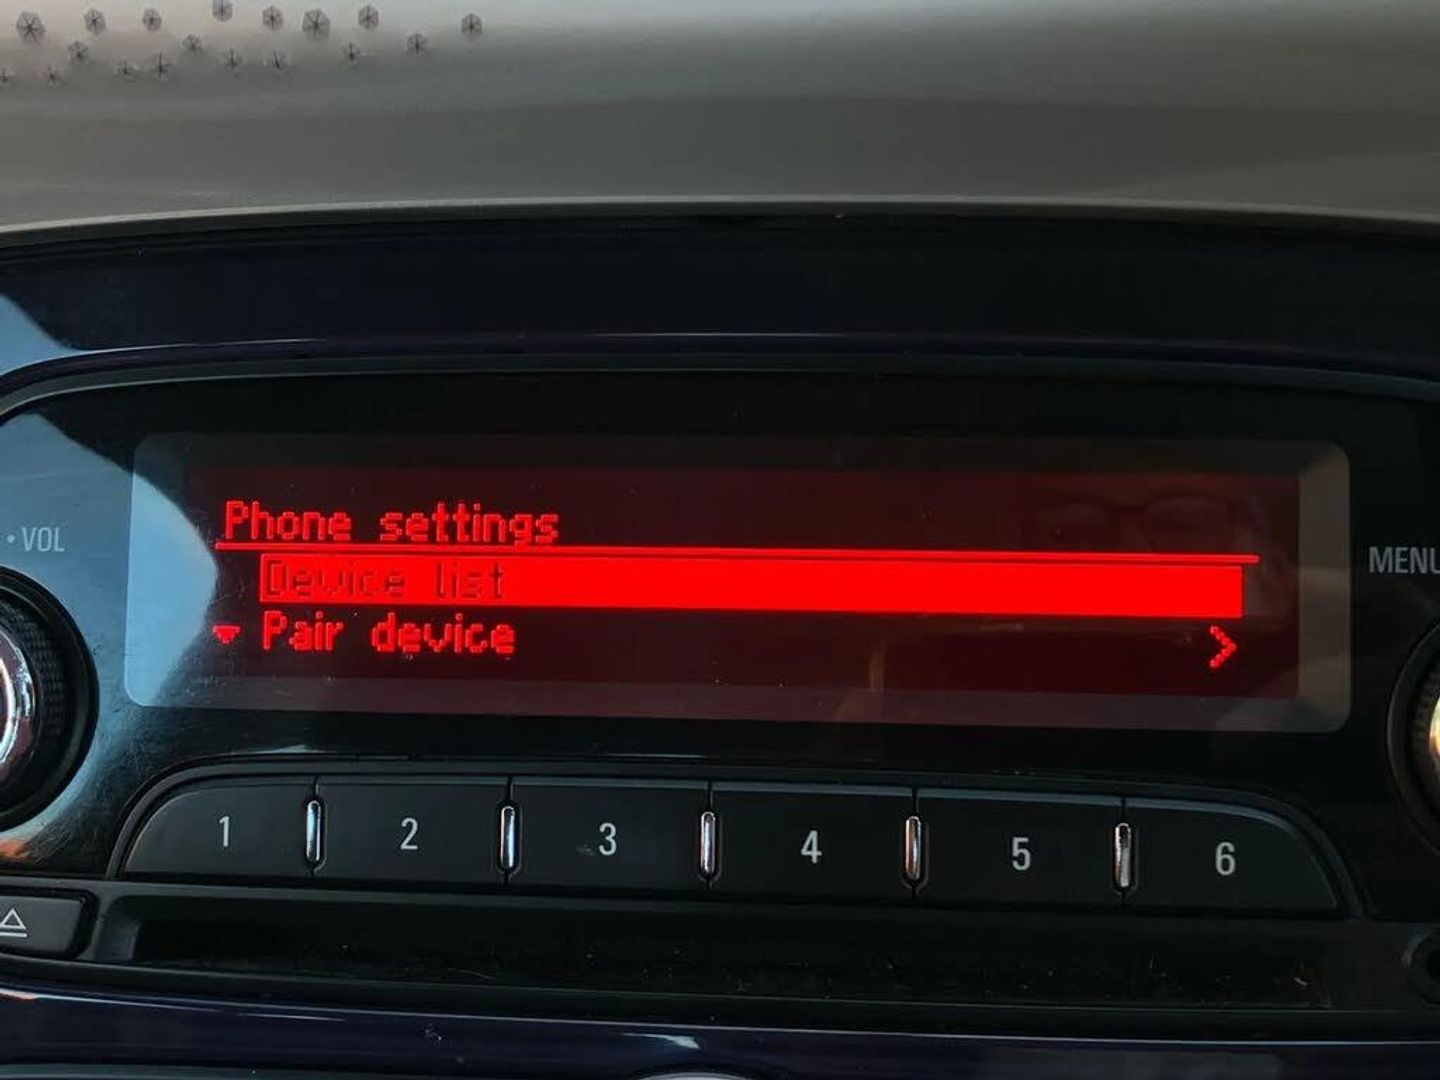 Phone settings
• VOL
MENU
Device list
Pair device
1 2 3 4 5 6